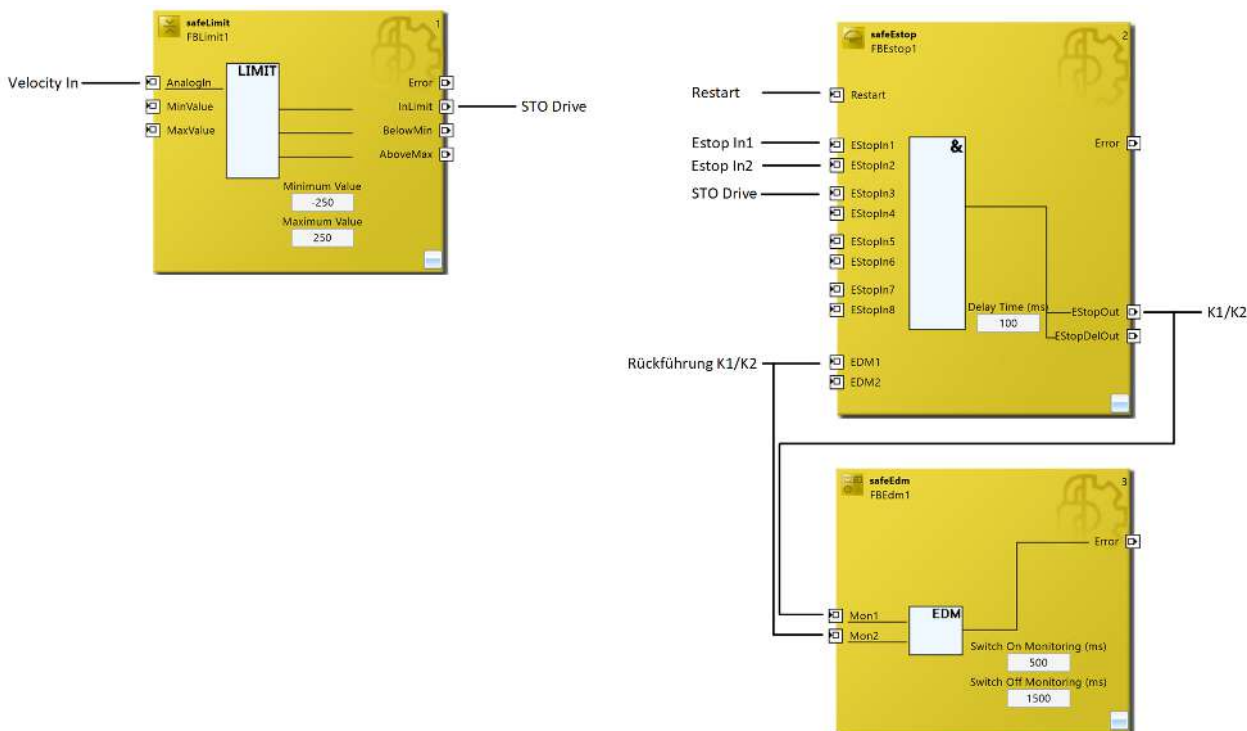 safeLimit
FBLimit1
1
LIMIT
Velocity In
AnalogIn
MinValue
MaxValue
Error
InLimit
BelowMin
AboveMax
STO Drive
Minimum Value
-250
Maximum Value
250
safeEstop
FBEstop1
2
Restart
Restart
&
Error
Estop In1
EStopIn1
Estop In2
EStopIn2
STO Drive
EStopIn3
EStopIn4
EStopIn5
EStopIn6
EStopIn7
EStopIn8
Delay Time (ms)
100
EStopOut
EStopDelOut
K1/K2
Rückführung K1/K2
EDM1
EDM2
safeEdm
FBEdm1
3
Error
Mon1
Mon2
EDM
Switch On Monitoring (ms)
500
Switch Off Monitoring (ms)
1500